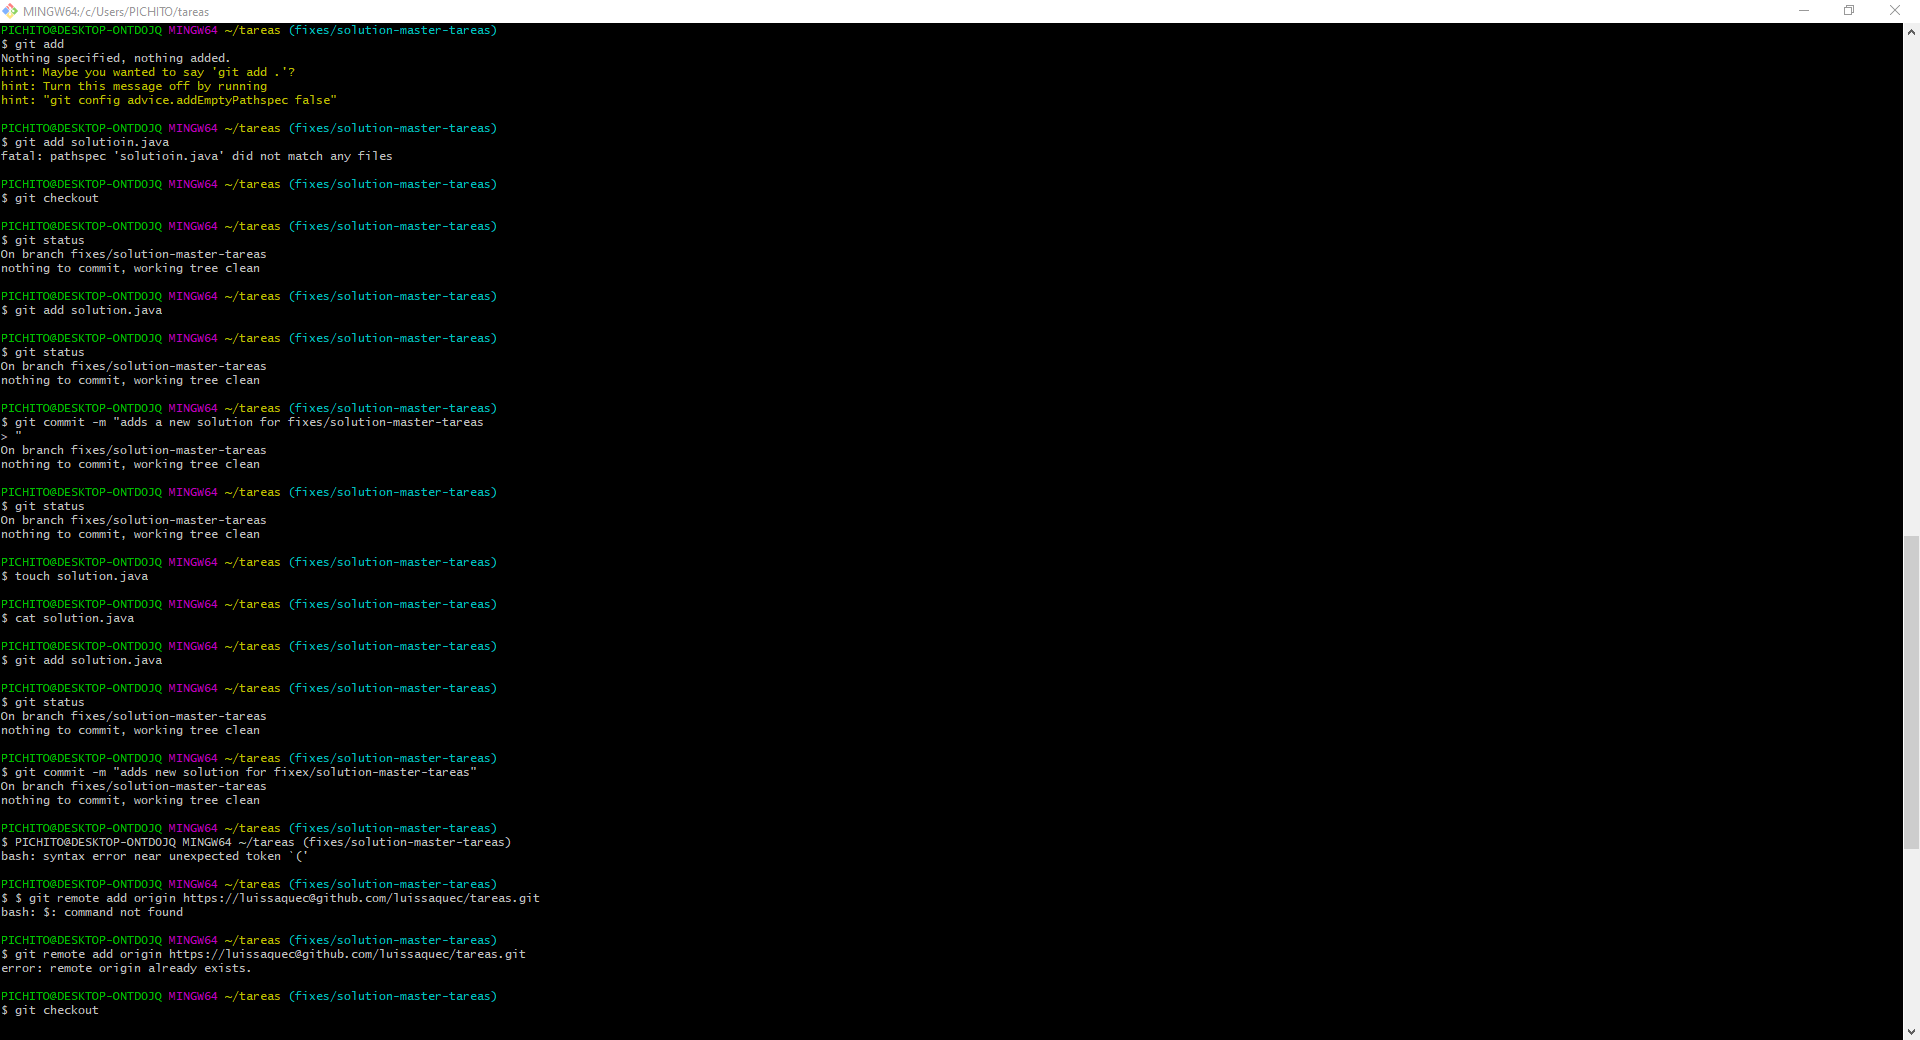 MINGW64:/c/Users/PICHITO/tareas
PICHITO@DESKTOP-ONTDOJQ MINGW64 ~/tareas (fixes/solution-master-tareas)
$ git add
Nothing specified, nothing added.
hint: Maybe you wanted to say 'git add .'?
hint: Turn this message off by running
hint: "git config advice.addEmptyPathspec false"
PICHITO@DESKTOP-ONTDOJQ MINGW64 ~/tareas (fixes/solution-master-tareas)
$ git add solutioin.java
fatal: pathspec 'solutioin.java' did not match any files
PICHITO@DESKTOP-ONTDOJQ MINGW64 ~/tareas (fixes/solution-master-tareas)
$ git checkout
PICHITO@DESKTOP-ONTDOJQ MINGW64 ~/tareas (fixes/solution-master-tareas)
$ git status
On branch fixes/solution-master-tareas
nothing to commit, working tree clean
PICHITO@DESKTOP-ONTDOJQ MINGW64 ~/tareas (fixes/solution-master-tareas)
$ git add solution.java
PICHITO@DESKTOP-ONTDOJQ MINGW64 ~/tareas (fixes/solution-master-tareas)
$ git status
On branch fixes/solution-master-tareas
nothing to commit, working tree clean
PICHITO@DESKTOP-ONTDOJQ MINGW64 ~/tareas (fixes/solution-master-tareas)
$ git commit -m "adds a new solution for fixes/solution-master-tareas
> "
On branch fixes/solution-master-tareas
nothing to commit, working tree clean
PICHITO@DESKTOP-ONTDOJQ MINGW64 ~/tareas (fixes/solution-master-tareas)
$ git status
On branch fixes/solution-master-tareas
nothing to commit, working tree clean
PICHITO@DESKTOP-ONTDOJQ MINGW64 ~/tareas (fixes/solution-master-tareas)
$ touch solution.java
PICHITO@DESKTOP-ONTDOJQ MINGW64 ~/tareas (fixes/solution-master-tareas)
$ cat solution.java
PICHITO@DESKTOP-ONTDOJQ MINGW64 ~/tareas (fixes/solution-master-tareas)
$ git add solution.java
PICHITO@DESKTOP-ONTDOJQ MINGW64 ~/tareas (fixes/solution-master-tareas)
$ git status
On branch fixes/solution-master-tareas
nothing to commit, working tree clean
PICHITO@DESKTOP-ONTDOJQ MINGW64 ~/tareas (fixes/solution-master-tareas)
$ git commit -m "adds new solution for fixex/solution-master-tareas"
On branch fixes/solution-master-tareas
nothing to commit, working tree clean
PICHITO@DESKTOP-ONTDOJQ MINGW64 ~/tareas (fixes/solution-master-tareas)
$ PICHITO@DESKTOP-ONTDOJQ MINGW64 ~/tareas (fixes/solution-master-tareas)
bash: syntax error near unexpected token `('
PICHITO@DESKTOP-ONTDOJQ MINGW64 ~/tareas (fixes/solution-master-tareas)
$ $ git remote add origin https://luissaquec@github.com/luissaquec/tareas.git
bash: $: command not found
PICHITO@DESKTOP-ONTDOJQ MINGW64 ~/tareas (fixes/solution-master-tareas)
$ git remote add origin https://luissaquec@github.com/luissaquec/tareas.git
error: remote origin already exists.
PICHITO@DESKTOP-ONTDOJQ MINGW64 ~/tareas (fixes/solution-master-tareas)
$ git checkout